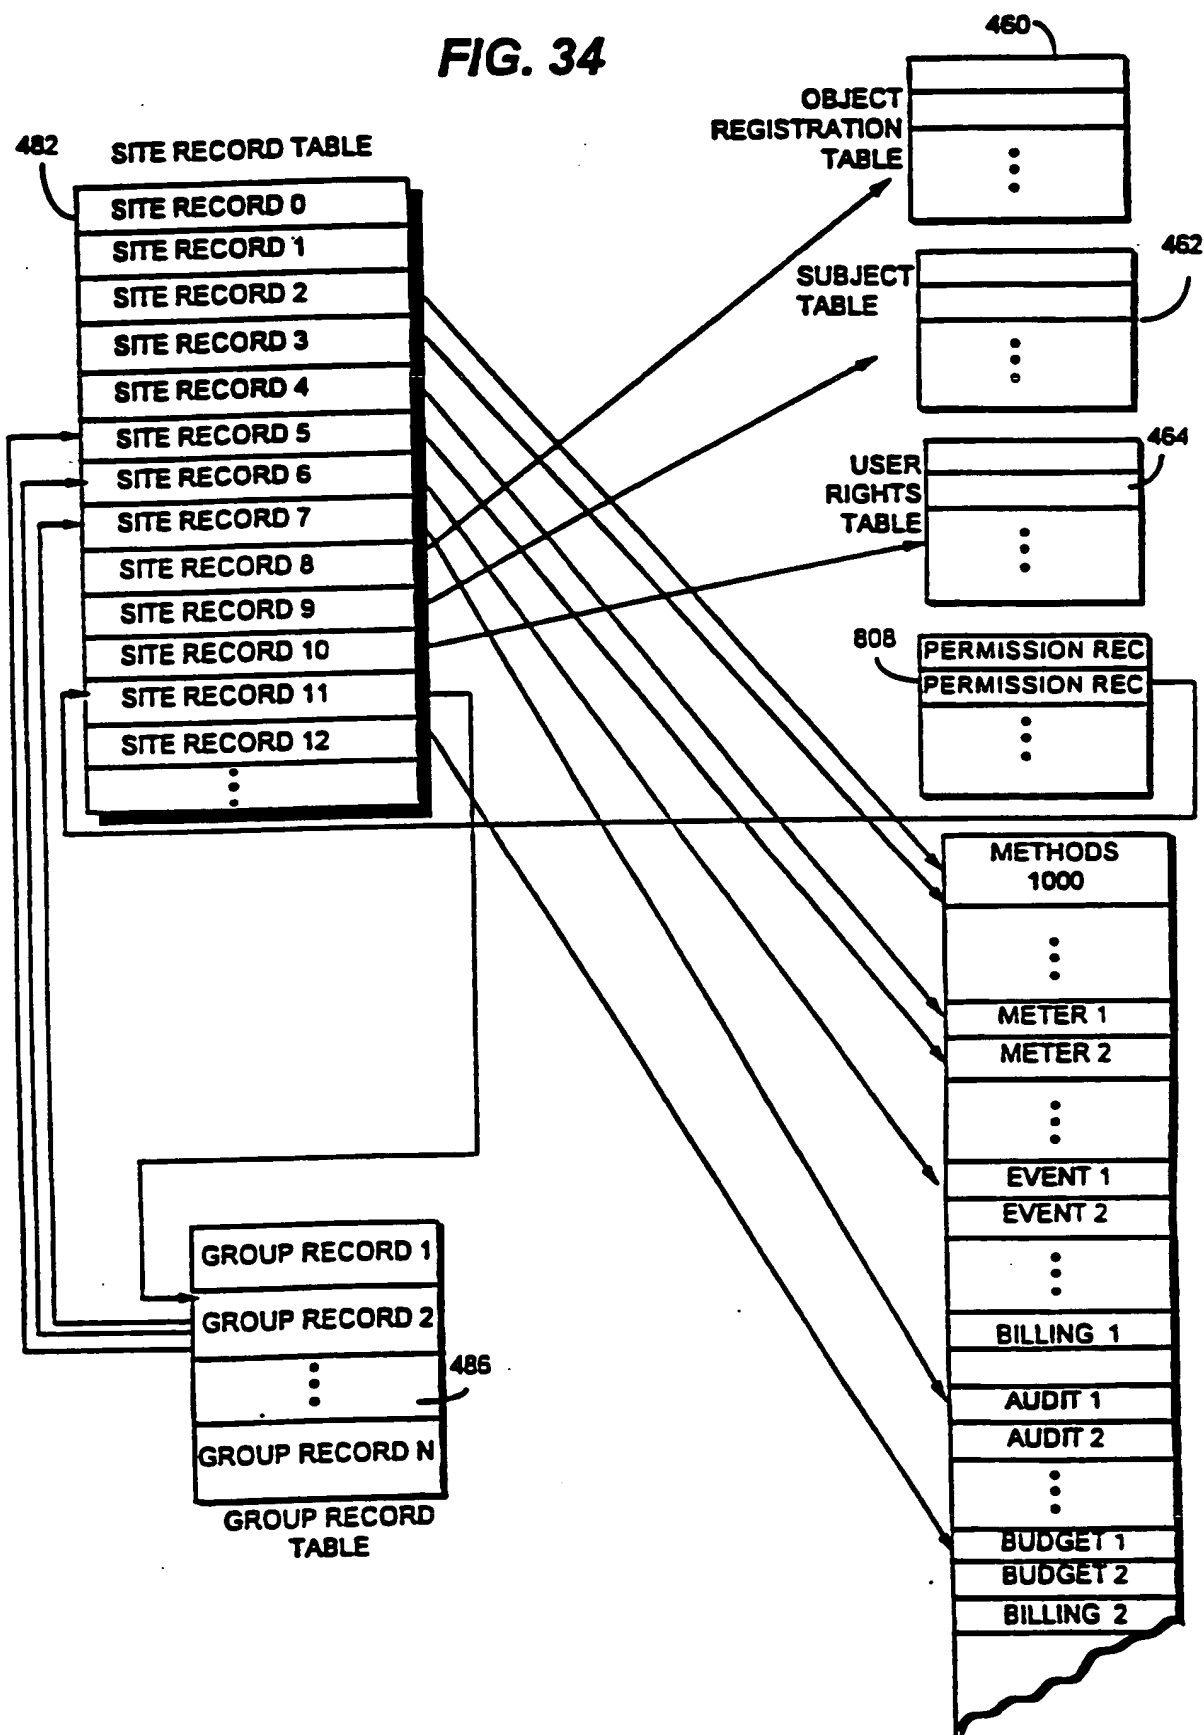 FIG. 34
482
SITE RECORD TABLE
SITE RECORD 0
SITE RECORD 1
SITE RECORD 2
SITE RECORD 3
SITE RECORD 4
SITE RECORD 5
SITE RECORD 6
SITE RECORD 7
SITE RECORD 8
SITE RECORD 9
SITE RECORD 10
SITE RECORD 11
SITE RECORD 12
460
OBJECT
REGISTRATION
TABLE
462
SUBJECT
TABLE
464
USER
RIGHTS
TABLE
808
PERMISSION REC
PERMISSION REC
METHODS
1000
METER 1
METER 2
EVENT 1
EVENT 2
BILLING 1
AUDIT 1
AUDIT 2
BUDGET 1
BUDGET 2
BILLING 2
GROUP RECORD 1
GROUP RECORD 2
486
GROUP RECORD N
GROUP RECORD
TABLE